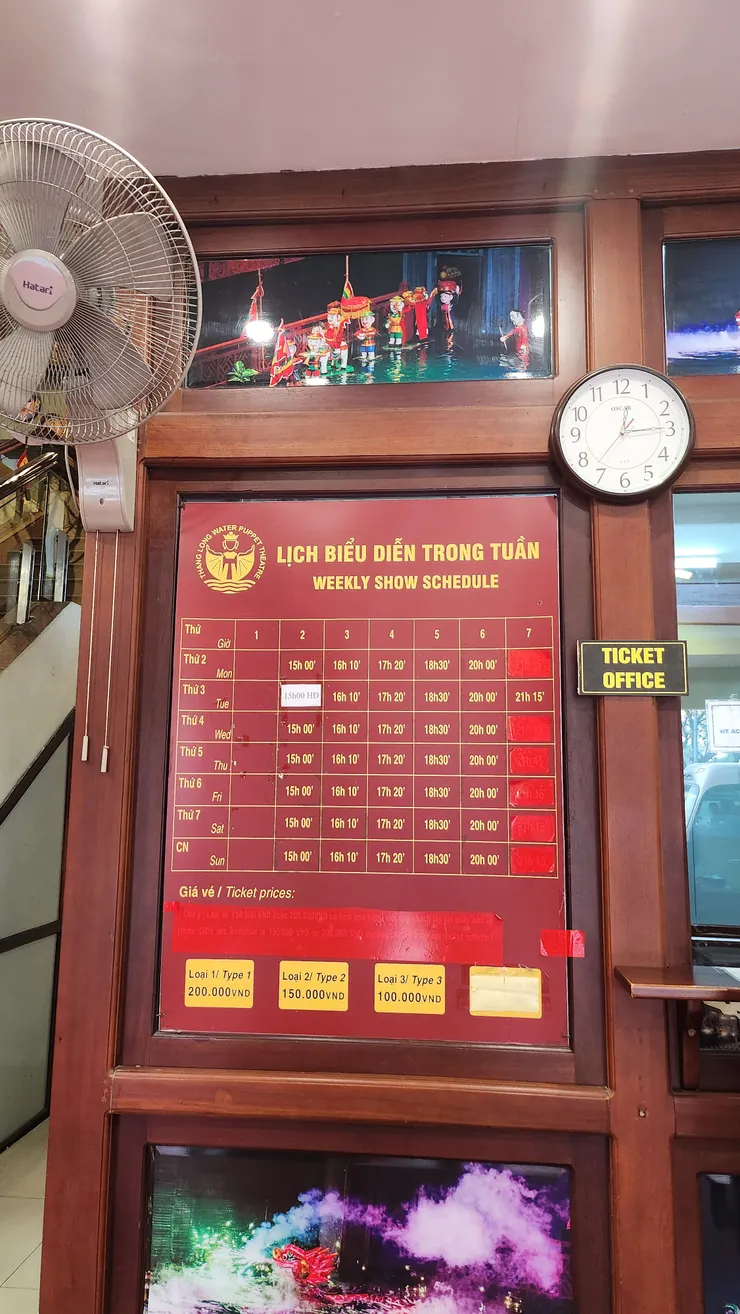 Hatari
Hatari
ONCAR
12
1
2
3
4
5
6
7
8
9
10
11
THANG LONG WATER PUPPET THEATRE
LỊCH BIỂU DIỄN TRONG TUẦN
WEEKLY SHOW SCHEDULE
Thứ Giờ 1 2 3 4 5 6 7
Thứ 2 Mon 15h 00' 16h 10' 17h 20' 18h30' 20h 00'
Thứ 3 Tue 15h00 HD 16h 10' 17h 20' 18h30' 20h 00' 21h 15'
Thứ 4 Wed 15h 00' 16h 10' 17h 20' 18h30' 20h 00'
Thứ 5 Thu 15h 00' 16h 10' 17h 20' 18h30' 20h 00'
Thứ 6 Fri 15h 00' 16h 10' 17h 20' 18h30' 20h 00'
Thứ 7 Sat 15h 00' 16h 10' 17h 20' 18h30' 20h 00'
CN Sun 15h 00' 16h 10' 17h 20' 18h30' 20h 00'
TICKET
OFFICE
Giá vé / Ticket prices:
Loại 1/ Type 1
200.000VND
Loại 2/ Type 2
150.000VND
Loại 3/ Type 3
100.000VND